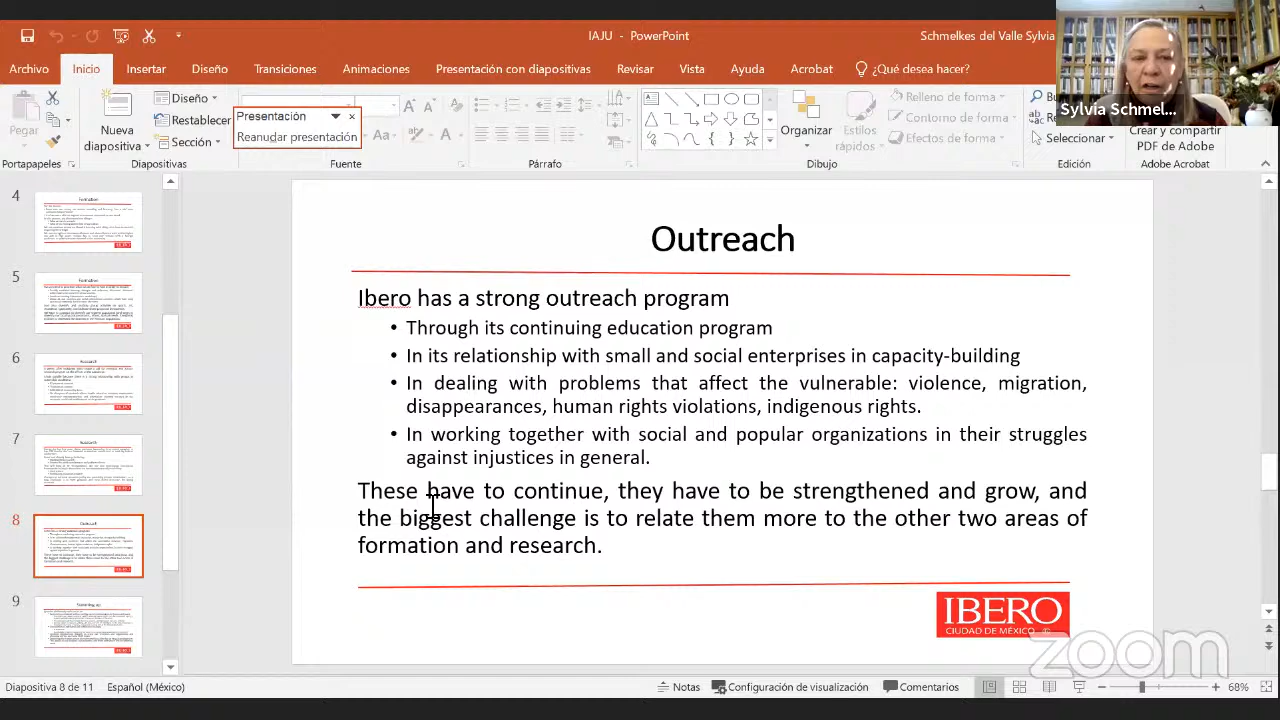 IAJU - PowerPoint
Schmelkes del Valle Sylvia
Archivo
Inicio
Insertar
Diseño
Transiciones
Animaciones
Presentación con diapositivas
Revisar
Vista
Ayuda
Acrobat
¿Qué desea hacer?
Sylvia Schmel...
Pegar
Nueva
diapositiva
Diseño
Restablecer
Sección
Presentación
Reanudar presentación
Aa
A
Organizar
Estilos
rápidos
Relleno de forma
Contorno de forma
Efectos de forma
Seleccionar
Crear y compartir
PDF de Adobe
Portapapeles
Diapositivas
Fuente
Párrafo
Dibujo
Edición
Adobe Acrobat
4
5
6
7
8
9
Outreach
Ibero has a strong outreach program
• Through its continuing education program
• In its relationship with small and social enterprises in capacity-building
• In dealing with problems that affect the vulnerable: violence, migration,
disappearances, human rights violations, indigenous rights.
• In working together with social and popular organizations in their struggles
against injustices in general.
These have to continue, they have to be strengthened and grow, and
the biggest challenge is to relate them more to the other two areas of
formation and research.
IBERO
CIUDAD DE MÉXICO ®
zoom
Diapositiva 8 de 11
Español (México)
Notas
Configuración de visualización
Comentarios
68%